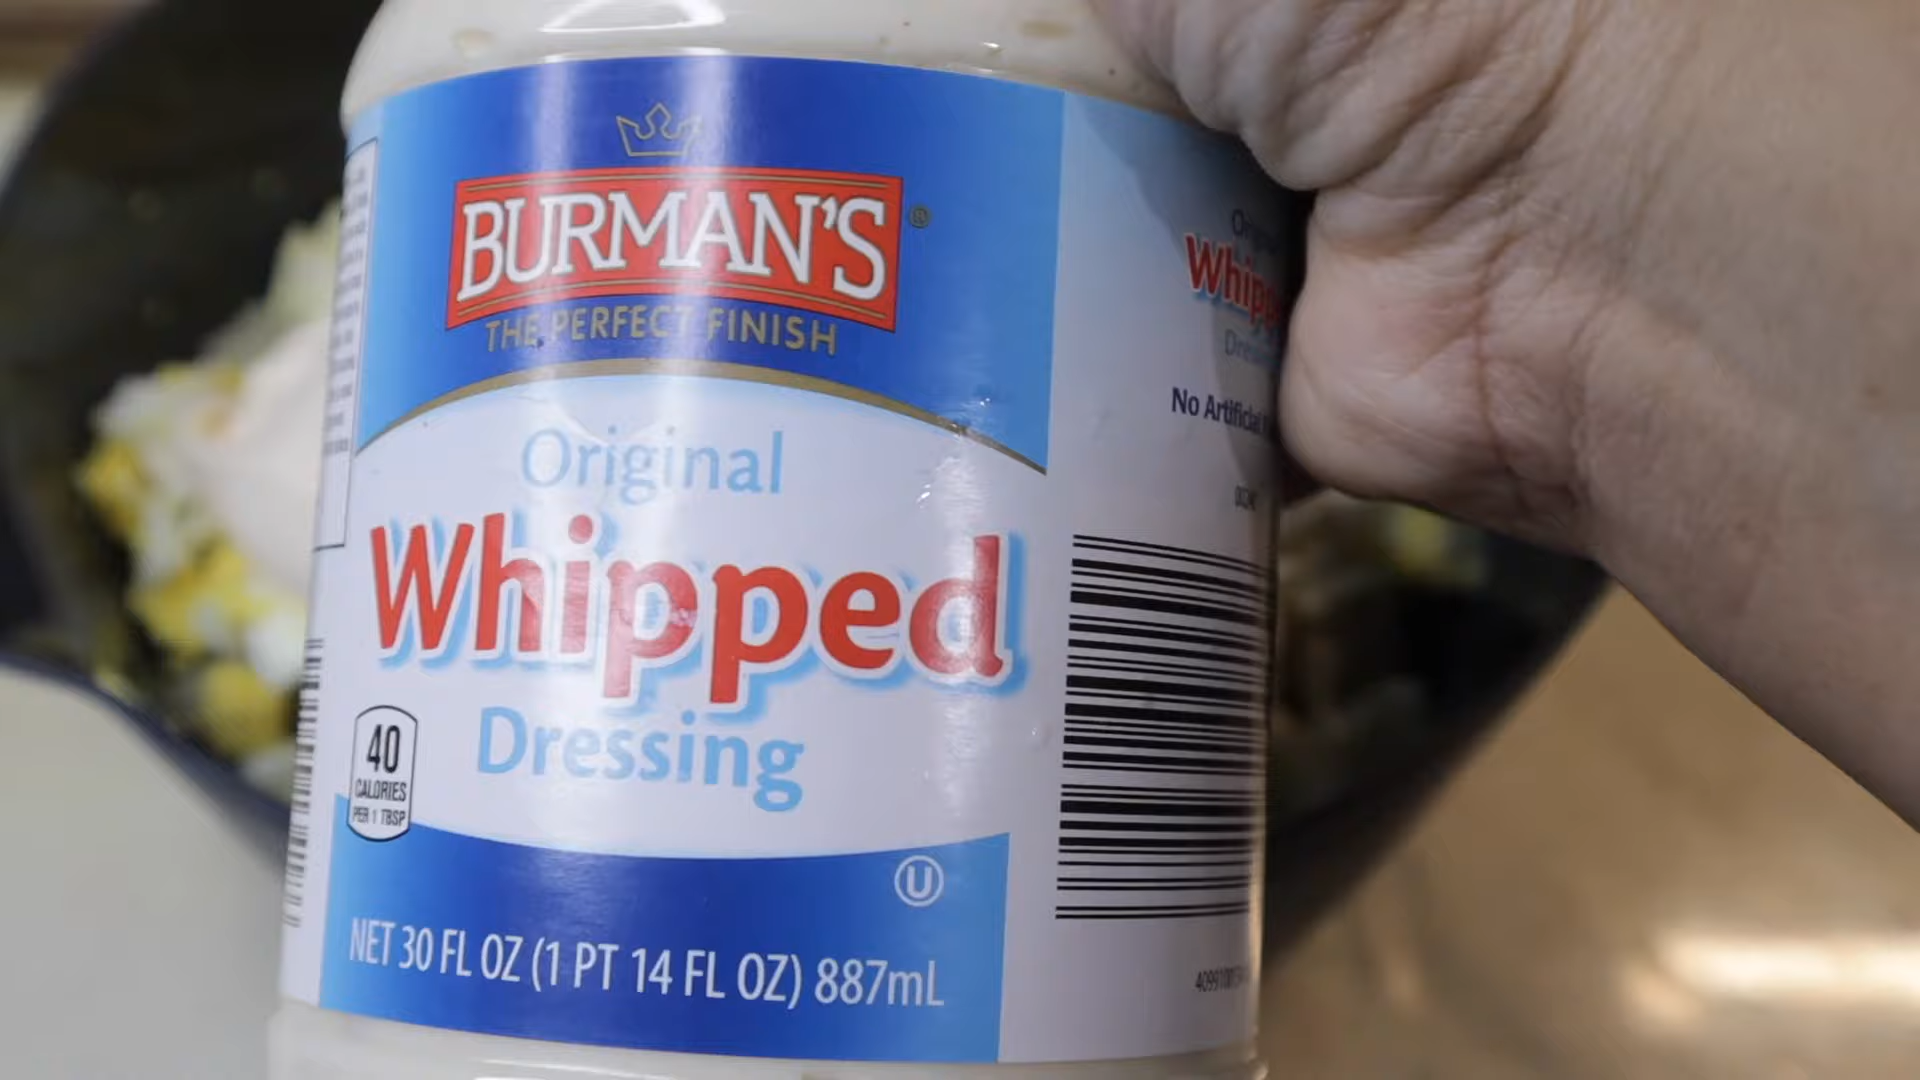 BURMAN'S®
THE PERFECT FINISH
Original
Whipped
Dressing
40
CALORIES
PER 1 TBSP
U
NET 30 FL OZ (1 PT 14 FL OZ) 887mL
No Artificial